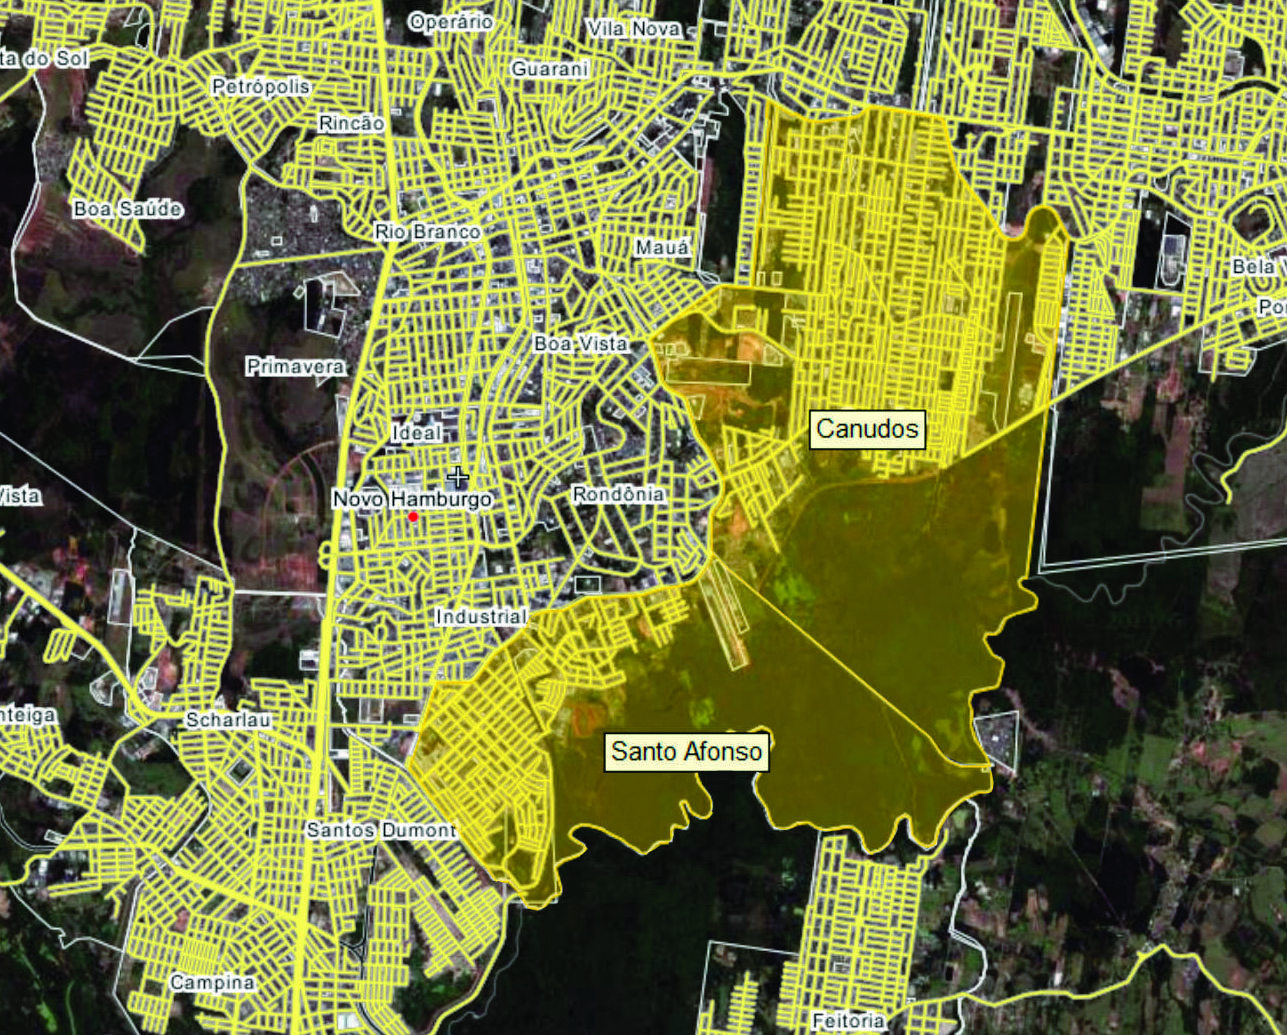 Operário
Vila Nova
ta do Sol
Guarani
Petrópolis
Rincão
Boa Saúde
Rio Branco
Mauá
Bela V
Po
Boa Vista
Primavera
Canudos
Ideal
Vista
Novo Hamburgo
Rondônia
Industrial
nteiga
Scharlau
Santo Afonso
Santos Dumont
Campina
Feitoria